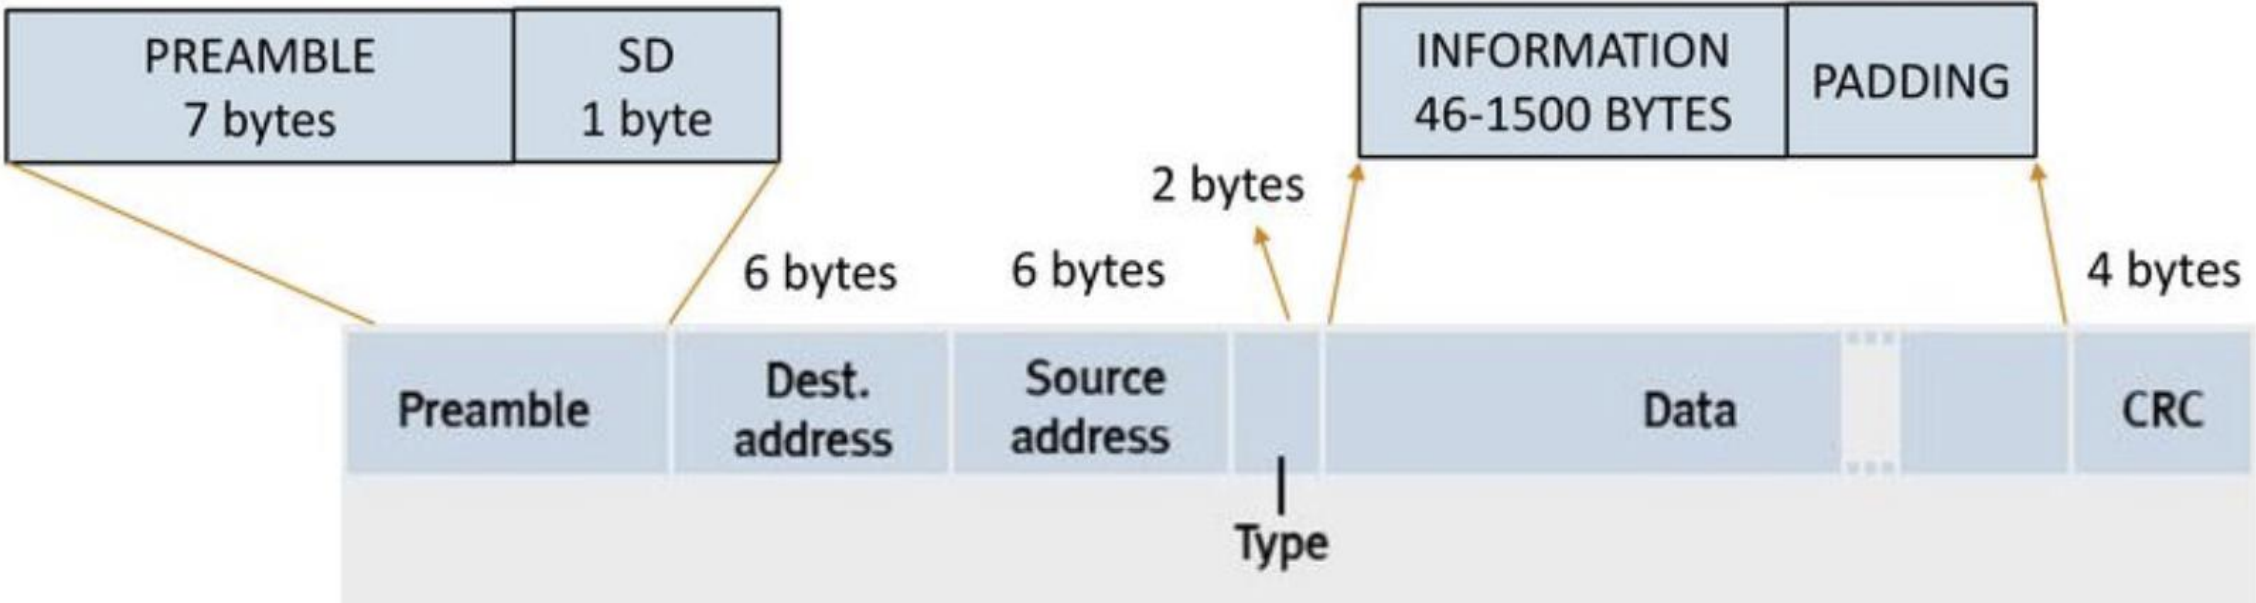 PREAMBLE
7 bytes
SD
1 byte
INFORMATION
46-1500 BYTES
PADDING
2 bytes
6 bytes
6 bytes
4 bytes
Preamble
Dest.
address
Source
address
Data
CRC
Type